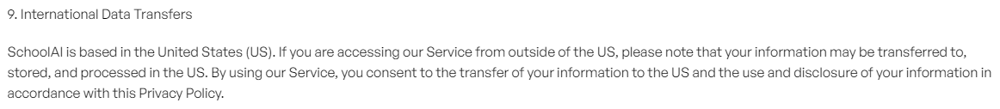 9. International Data Transfers
SchoolAI is based in the United States (US). If you are accessing our Service from outside of the US, please note that your information may be transferred to,
stored, and processed in the US. By using our Service, you consent to the transfer of your information to the US and the use and disclosure of your information in
accordance with this Privacy Policy.